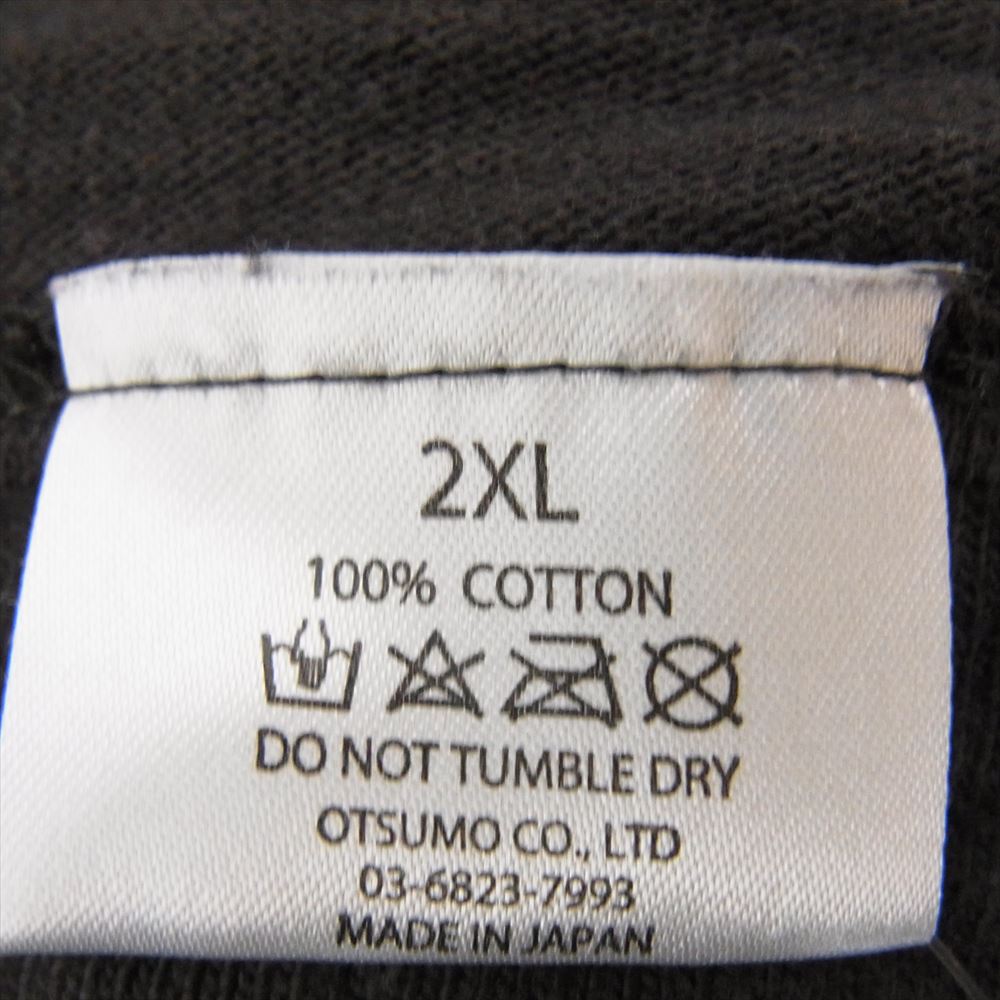 2XL
100% COTTON
DO NOT TUMBLE DRY
OTSUMO CO., LTD
03-6823-7993
MADE IN JAPAN